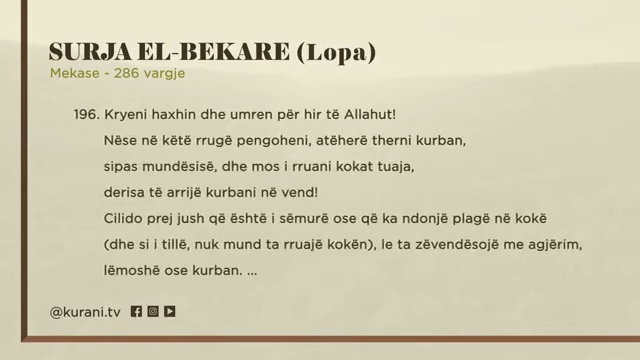 SURJA EL-BEKARE (Lopa)
Mekase - 286 vargje
196. Kryeni haxhin dhe umren për hir të Allahut!
Nëse në këtë rrugë pengoheni, atëherë therni kurban,
sipas mundësisë, dhe mos i rruani kokat tuaja,
derisa të arrijë kurbani në vend!
Cilido prej jush që është i sëmurë ose që ka ndonjë plagë në kokë
(dhe si i tillë, nuk mund ta rruajë kokën), le ta zëvendësojë me agjërim,
lëmoshë ose kurban. ...
@kurani.tv